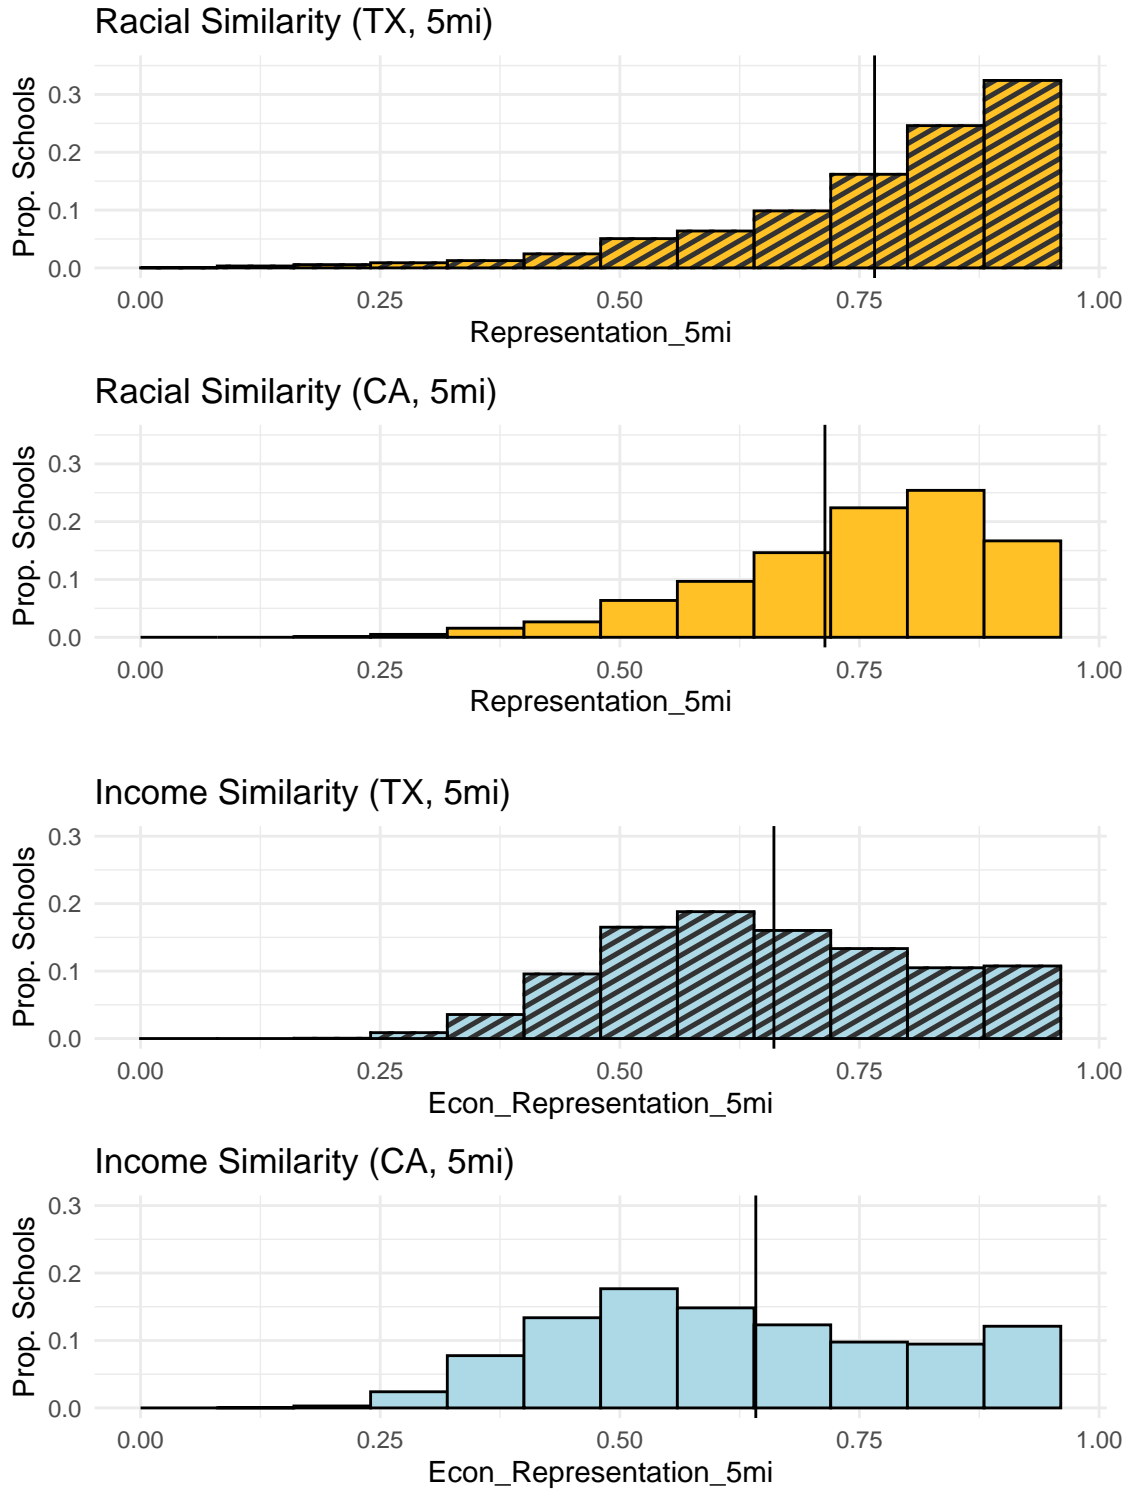 Racial Similarity (TX, 5mi)
Prop. Schools
0.3
0.2
0.1
0.0
0.00 0.25 0.50 0.75 1.00
Representation_5mi
Racial Similarity (CA, 5mi)
Prop. Schools
0.3
0.2
0.1
0.0
0.00 0.25 0.50 0.75 1.00
Representation_5mi
Income Similarity (TX, 5mi)
Prop. Schools
0.3
0.2
0.1
0.0
0.00 0.25 0.50 0.75 1.00
Econ_Representation_5mi
Income Similarity (CA, 5mi)
Prop. Schools
0.3
0.2
0.1
0.0
0.00 0.25 0.50 0.75 1.00
Econ_Representation_5mi